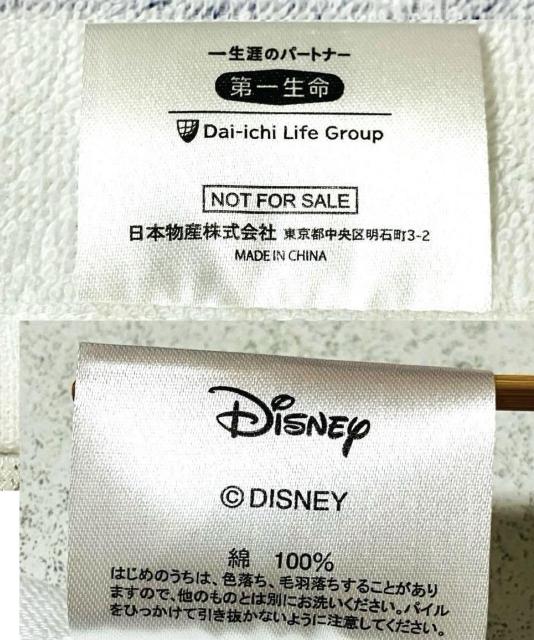 一生涯のパートナー
第一生命
Dai-ichi Life Group
NOT FOR SALE
日本物産株式会社 東京都中央区明石町3-2
MADE IN CHINA
Disney
©DISNEY
綿 100%
はじめのうちは、色落ち、毛羽落ちすることがあり
ますので、他のものとは別にお洗いください。パイル
をひっかけて引き抜かないように注意してください。